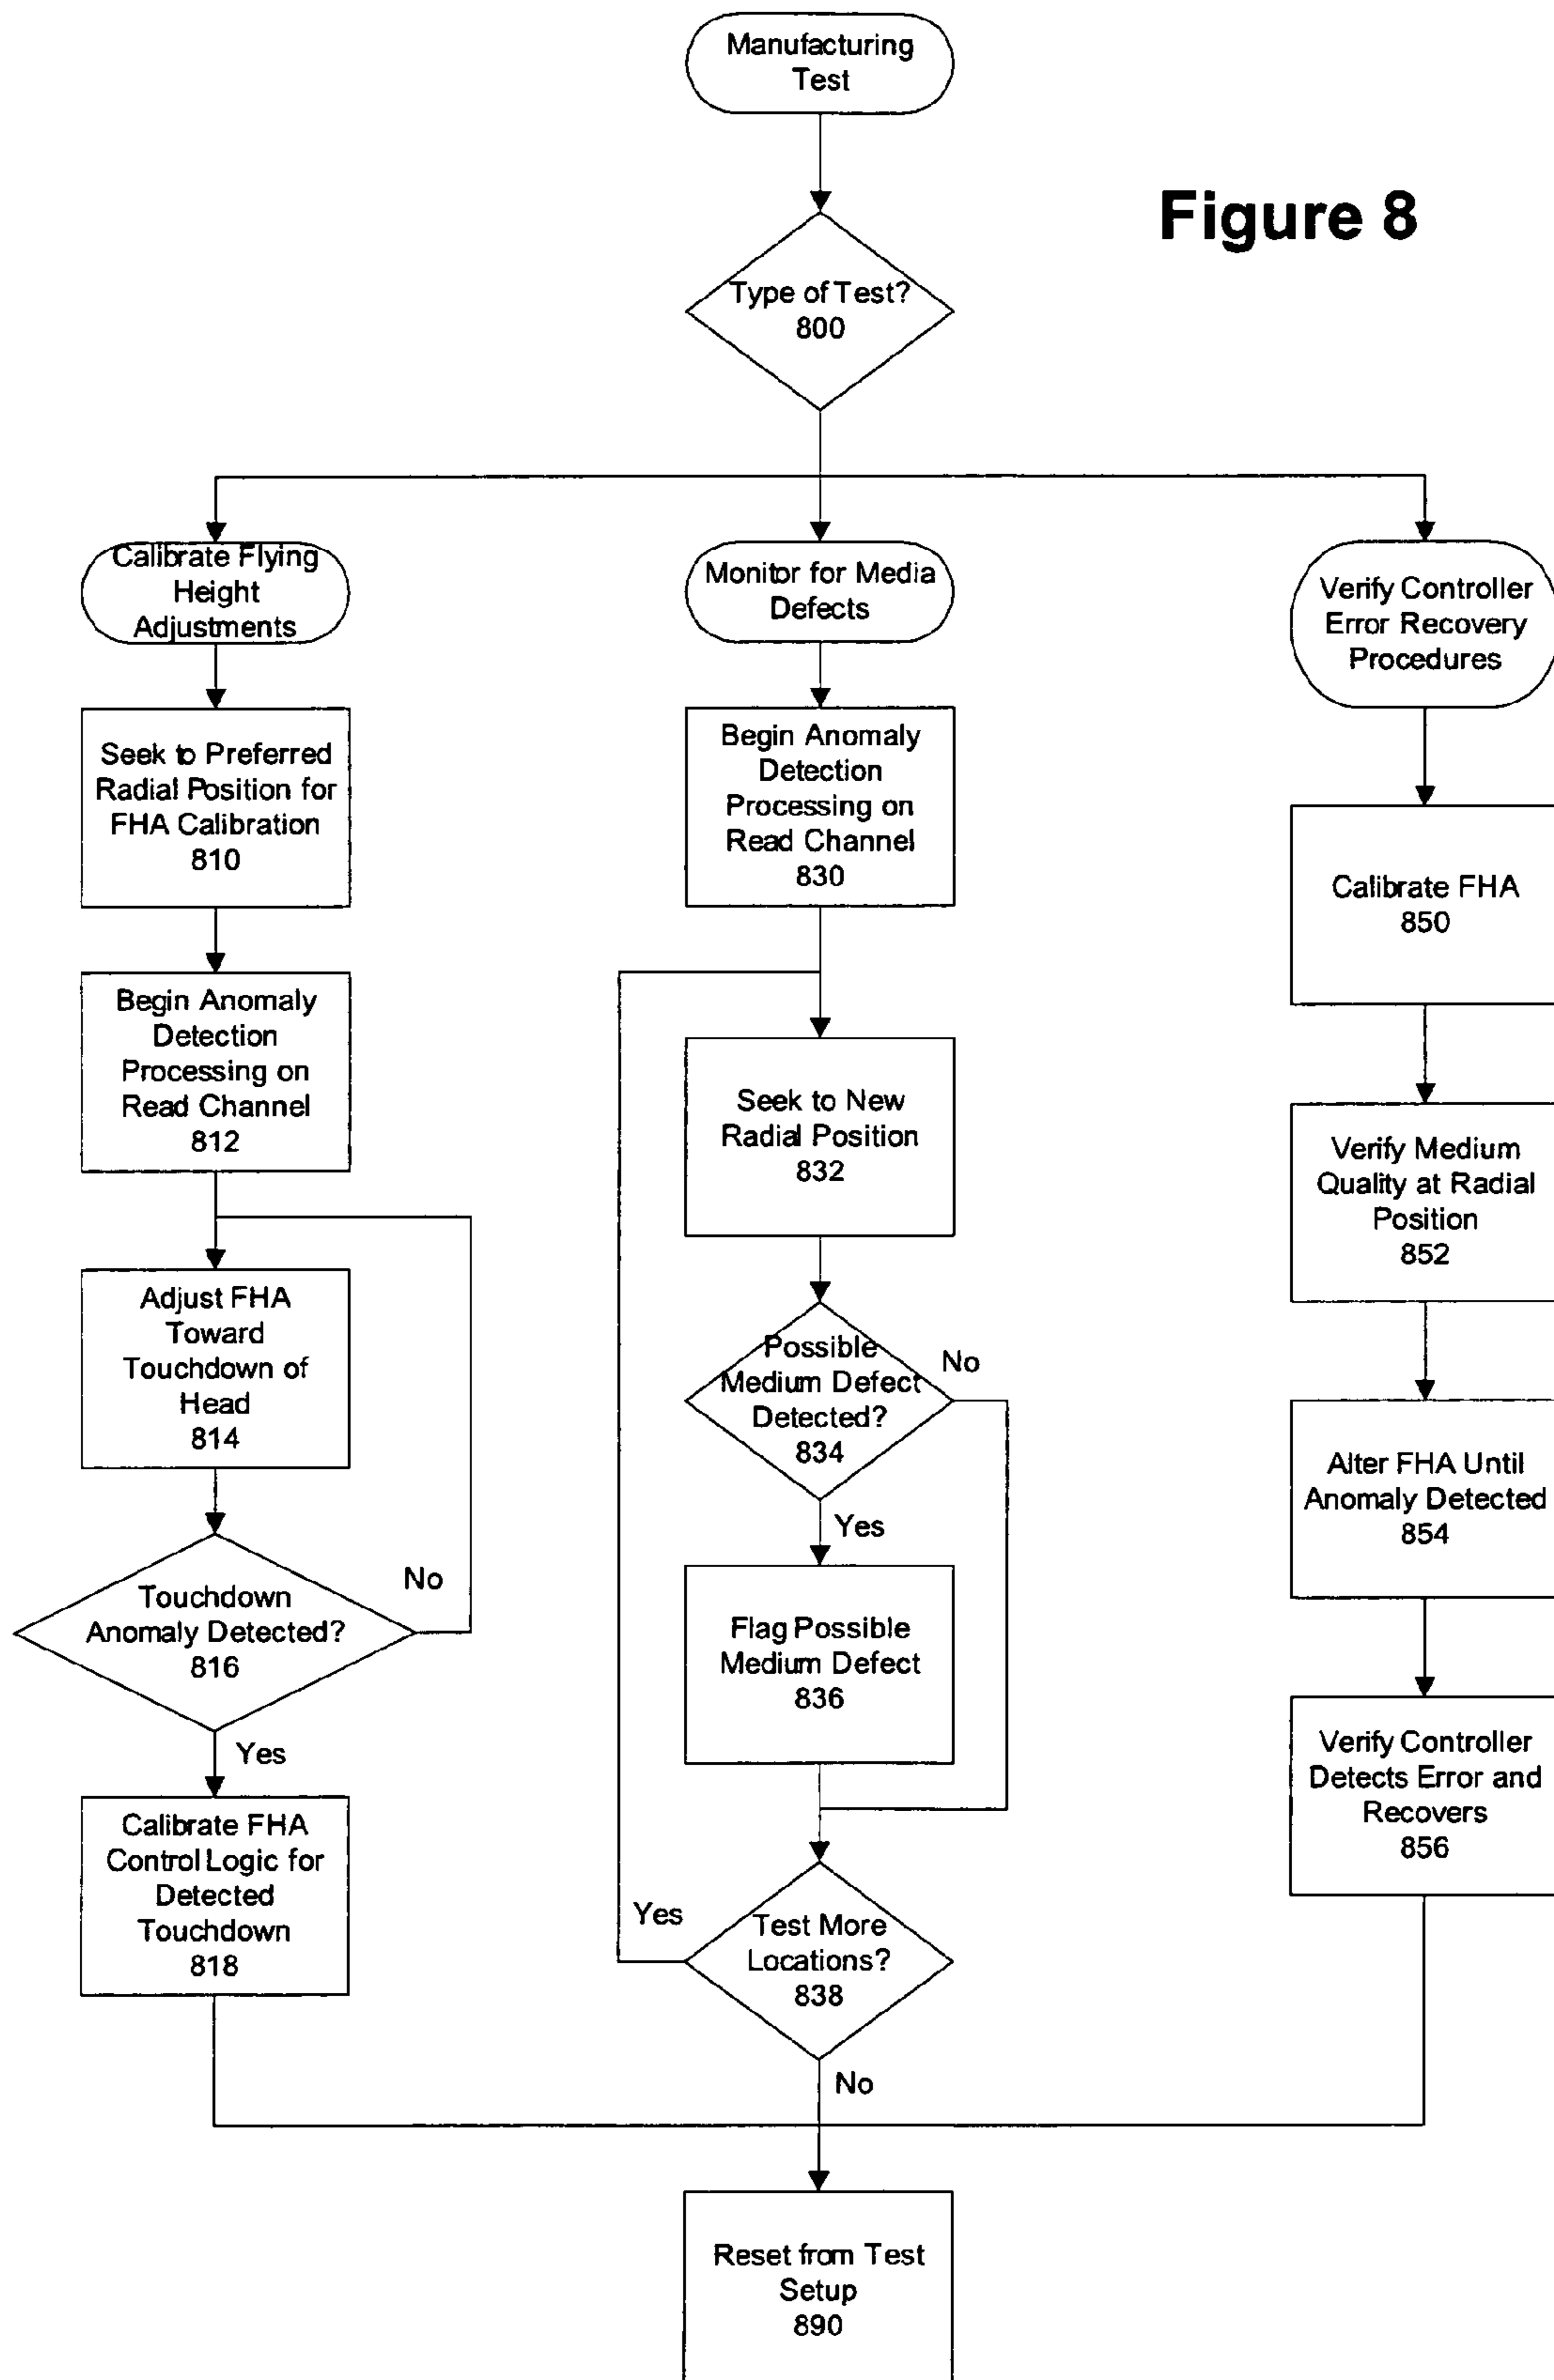 Manufacturing
Test
Figure 8
Type of Test?
800
Calibrate Flying
Height
Adjustments
Seek to Preferred
Radial Position for
FHA Calibration
810
Begin Anomaly
Detection
Processing on
Read Channel
812
Adjust FHA
Toward
Touchdown of
Head
814
Touchdown
Anomaly Detected?
816
No
Yes
Calibrate FHA
Control Logic for
Detected
Touchdown
818
Monitor for Media
Defects
Begin Anomaly
Detection
Processing on
Read Channel
830
Seek to New
Radial Position
832
Possible
Medium Defect
Detected?
834
No
Yes
Flag Possible
Medium Defect
836
Test More
Locations?
838
Yes
No
Verify Controller
Error Recovery
Procedures
Calibrate FHA
850
Verify Medium
Quality at Radial
Position
852
Alter FHA Until
Anomaly Detected
854
Verify Controller
Detects Error and
Recovers
856
Reset from Test
Setup
890